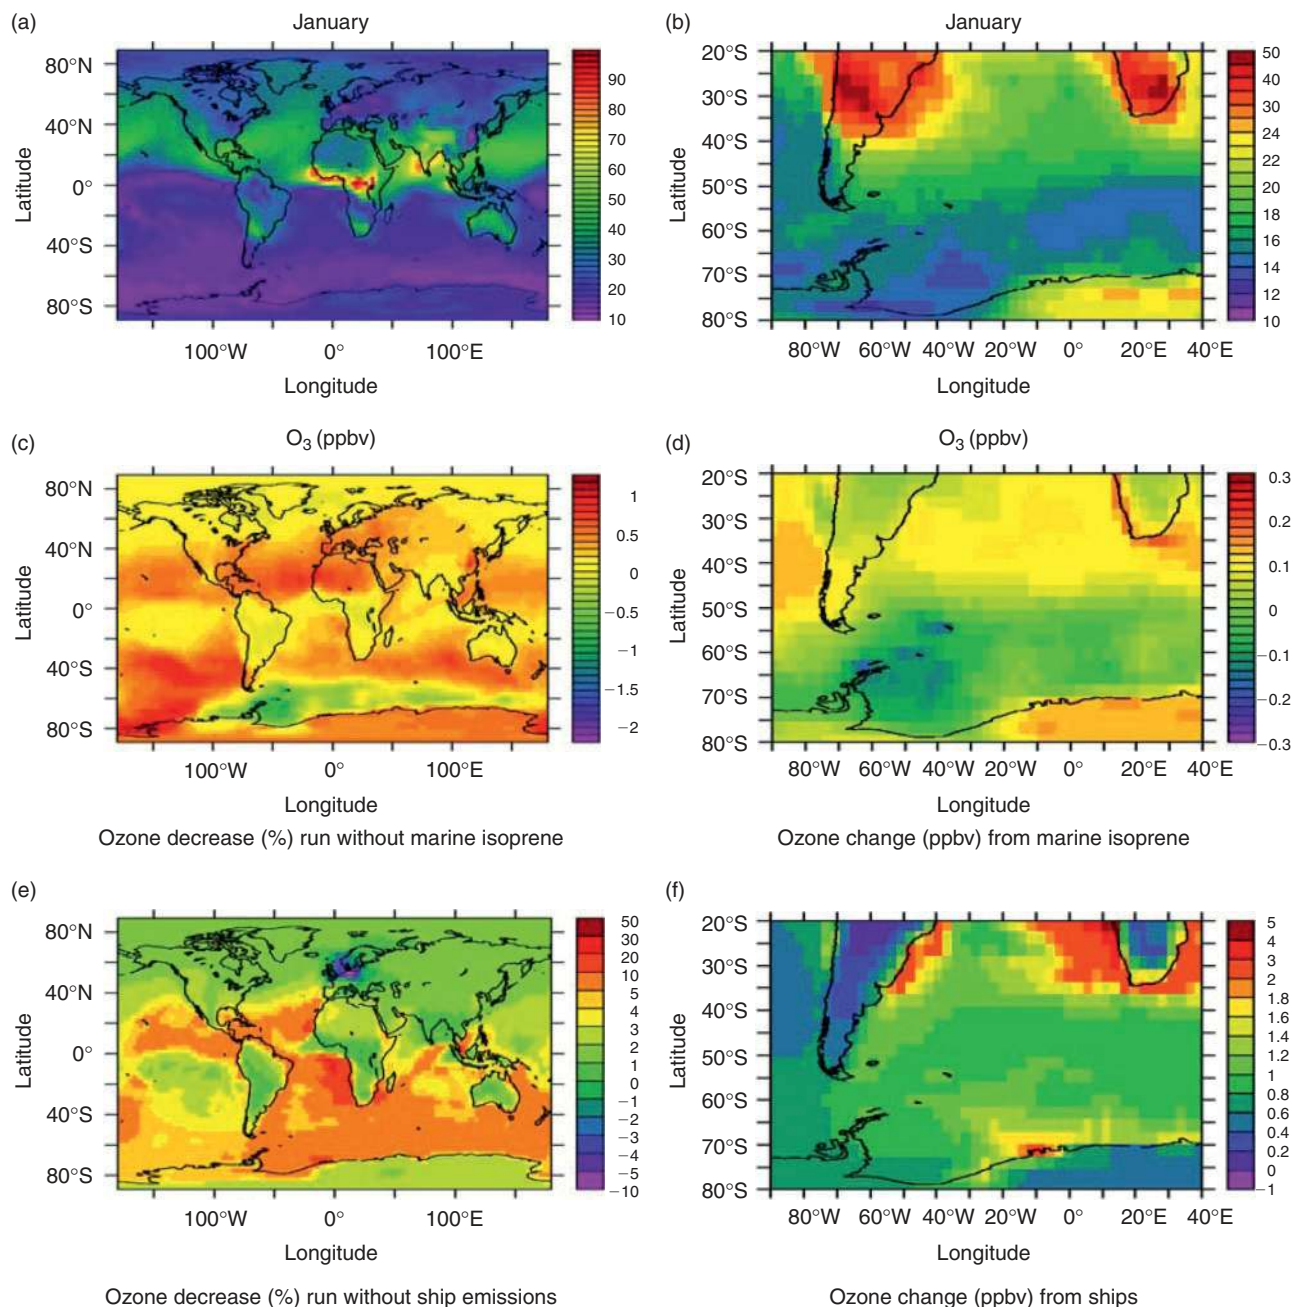 (a) January
80°N
40°N
0°
40°S
80°S
Latitude
100°W 0° 100°E
Longitude
90
80
70
60
50
40
30
20
10
O₃ (ppbv)
(b) January
20°S
30°S
40°S
50°S
60°S
70°S
80°S
Latitude
80°W 60°W 40°W 20°W 0° 20°E 40°E
Longitude
50
40
30
24
22
20
18
16
14
12
10
O₃ (ppbv)
(c)
80°N
40°N
0°
40°S
80°S
Latitude
100°W 0° 100°E
Longitude
1
0.5
0
−0.5
−1
−1.5
−2
Ozone decrease (%) run without marine isoprene
(d)
20°S
30°S
40°S
50°S
60°S
70°S
80°S
Latitude
80°W 60°W 40°W 20°W 0° 20°E 40°E
Longitude
0.3
0.2
0.1
0
−0.1
−0.2
−0.3
Ozone change (ppbv) from marine isoprene
(e)
80°N
40°N
0°
40°S
80°S
Latitude
100°W 0° 100°E
Longitude
50
30
20
10
5
4
3
2
1
0
−1
−2
−3
−4
−5
−10
Ozone decrease (%) run without ship emissions
(f)
20°S
30°S
40°S
50°S
60°S
70°S
80°S
Latitude
80°W 60°W 40°W 20°W 0° 20°E 40°E
Longitude
5
4
3
2
1.8
1.6
1.4
1.2
1
0.8
0.6
0.4
0.2
0
−1
Ozone change (ppbv) from ships